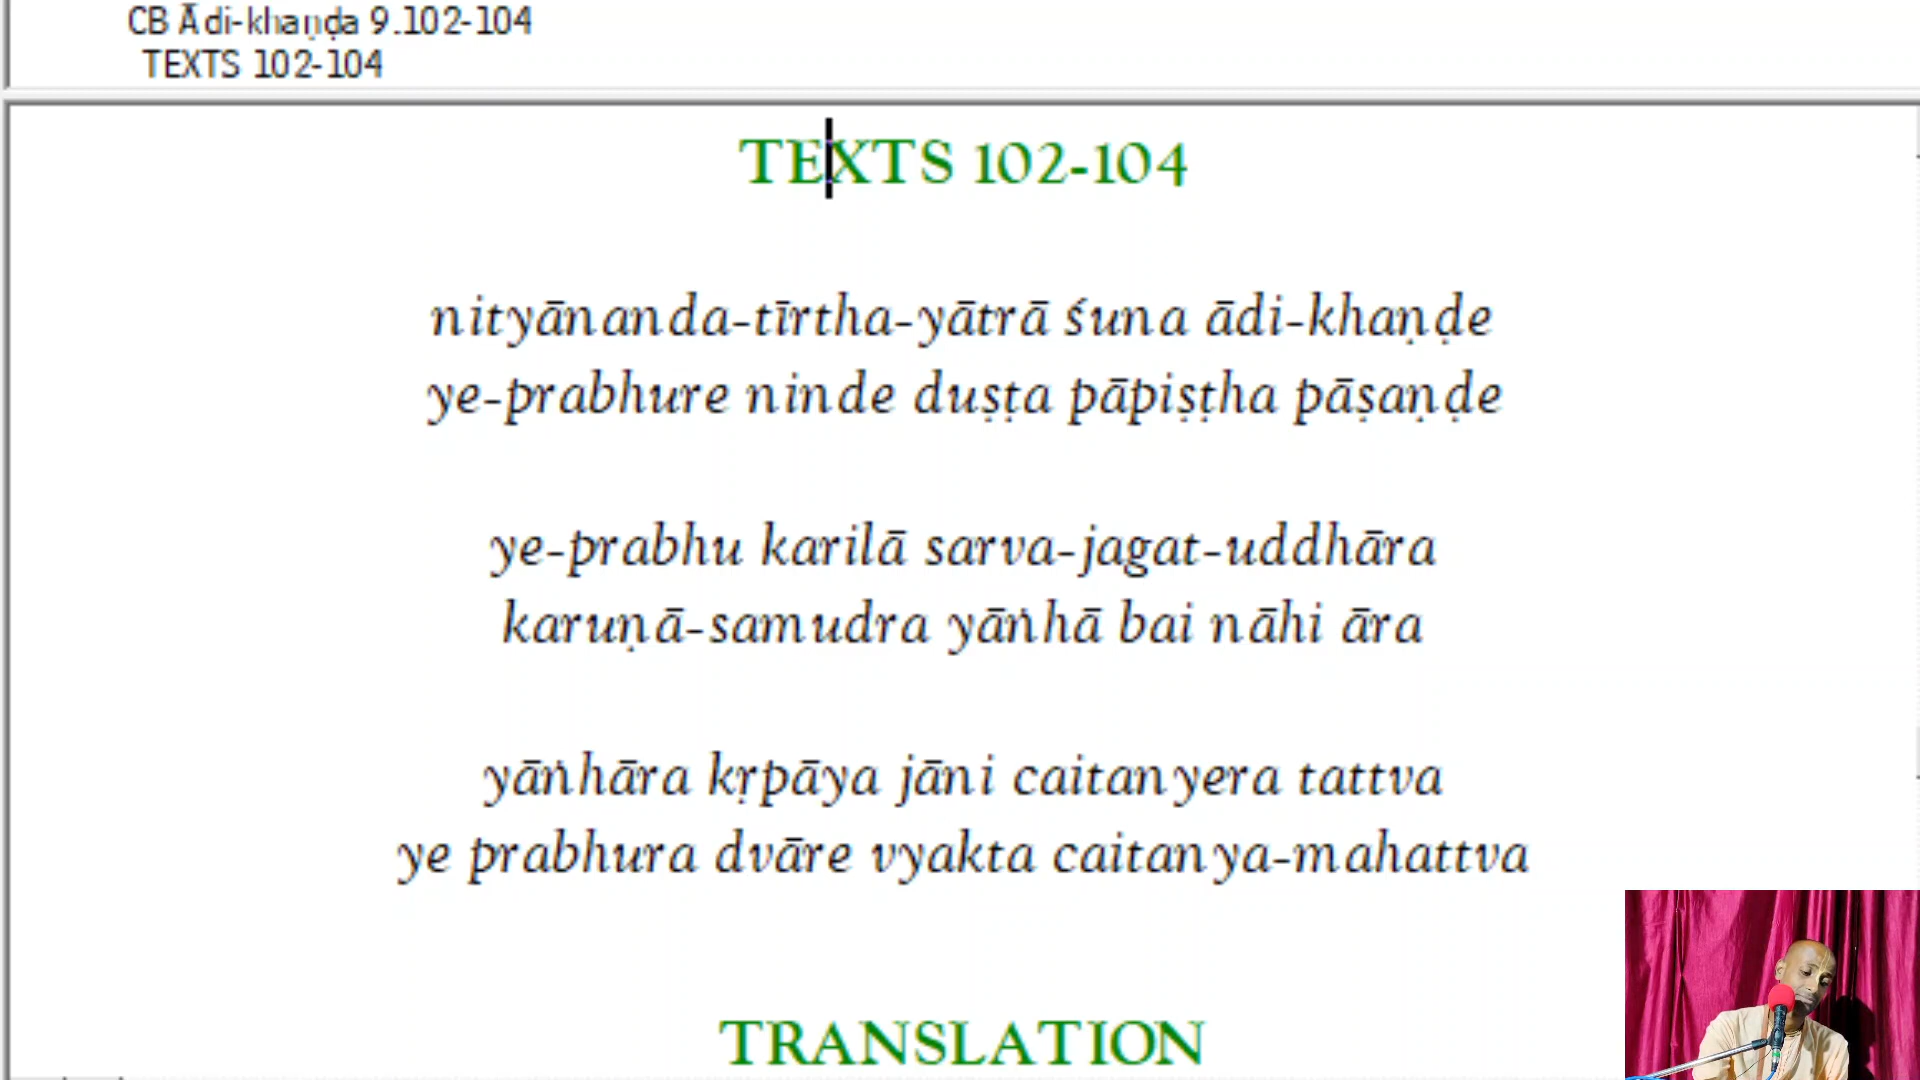 CB Ādi-khaṇḍa 9.102-104
TEXTS 102-104
TEXTS 102-104
nityānanda-tīrtha-yātrā śuna ādi-khaṇḍe
ye-prabhure ninde duṣṭa pāpiṣṭha pāṣaṇḍe
ye-prabhu karilā sarva-jagat-uddhāra
karuṇā-samudra yāṅhā bai nāhi āra
yāṅhāra kṛpāya jāni caitanyera tattva
ye prabhura dvāre vyakta caitanya-mahattva
TRANSLATION